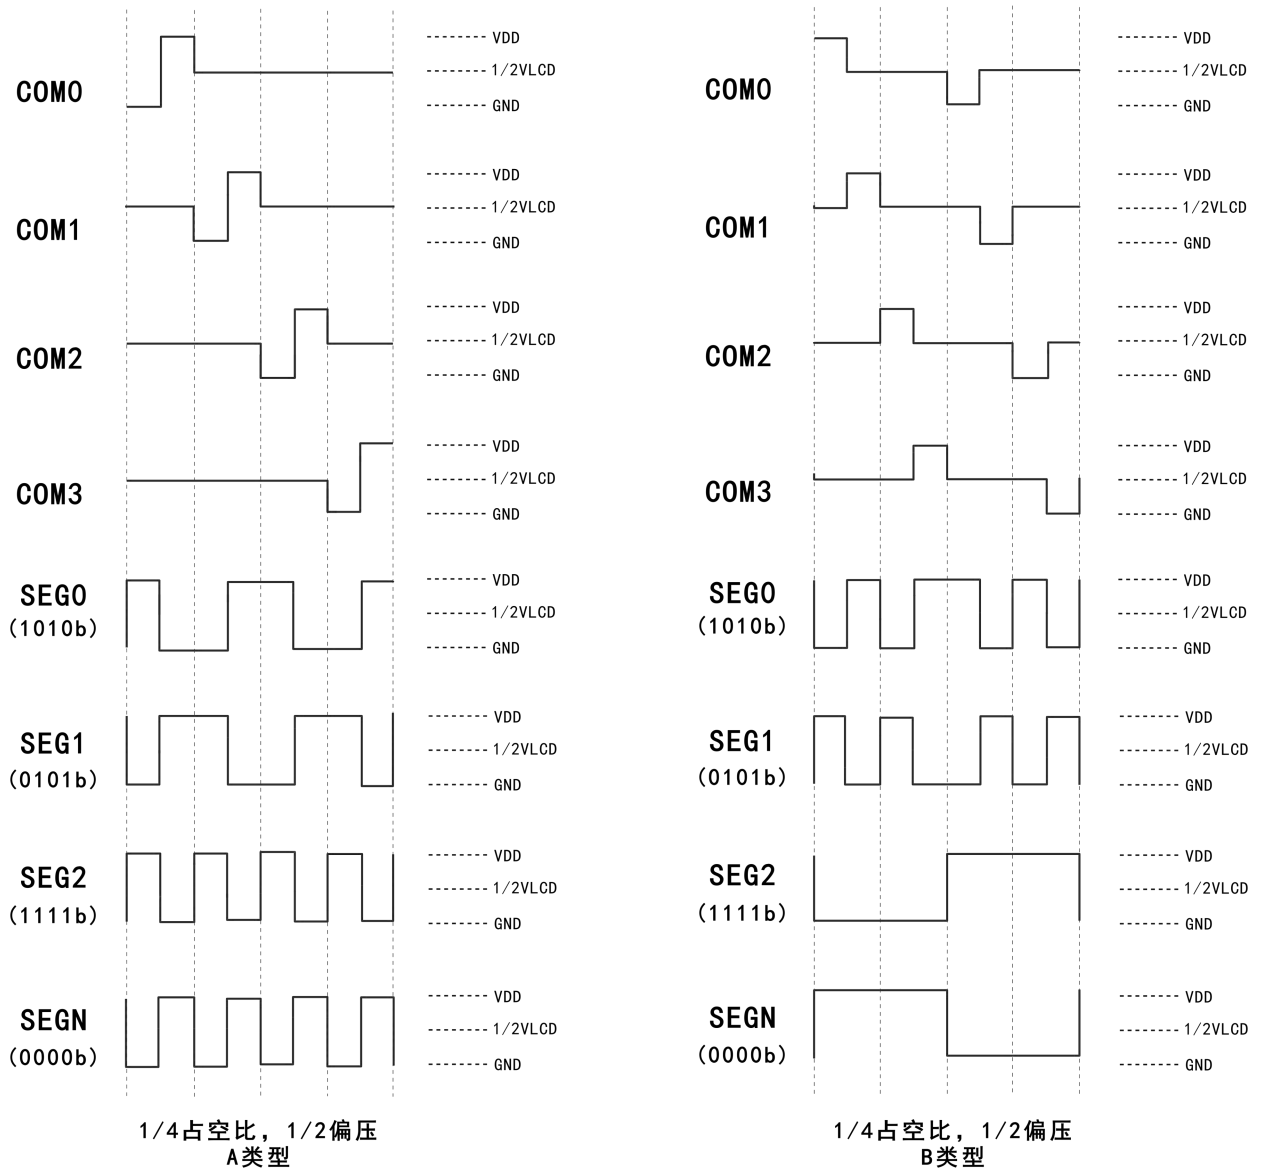 VDD
COM0
1/2VLCD
GND
VDD
COM1
1/2VLCD
GND
VDD
COM2
1/2VLCD
GND
VDD
COM3
1/2VLCD
GND
SEG0
(1010b)
VDD
1/2VLCD
GND
SEG1
(0101b)
VDD
1/2VLCD
GND
SEG2
(1111b)
VDD
1/2VLCD
GND
SEGN
(0000b)
VDD
1/2VLCD
GND
1/4占空比，1/2偏压
A类型
VDD
COM0
1/2VLCD
GND
VDD
COM1
1/2VLCD
GND
VDD
COM2
1/2VLCD
GND
VDD
COM3
1/2VLCD
GND
SEG0
(1010b)
VDD
1/2VLCD
GND
SEG1
(0101b)
VDD
1/2VLCD
GND
SEG2
(1111b)
VDD
1/2VLCD
GND
SEGN
(0000b)
VDD
1/2VLCD
GND
1/4占空比，1/2偏压
B类型